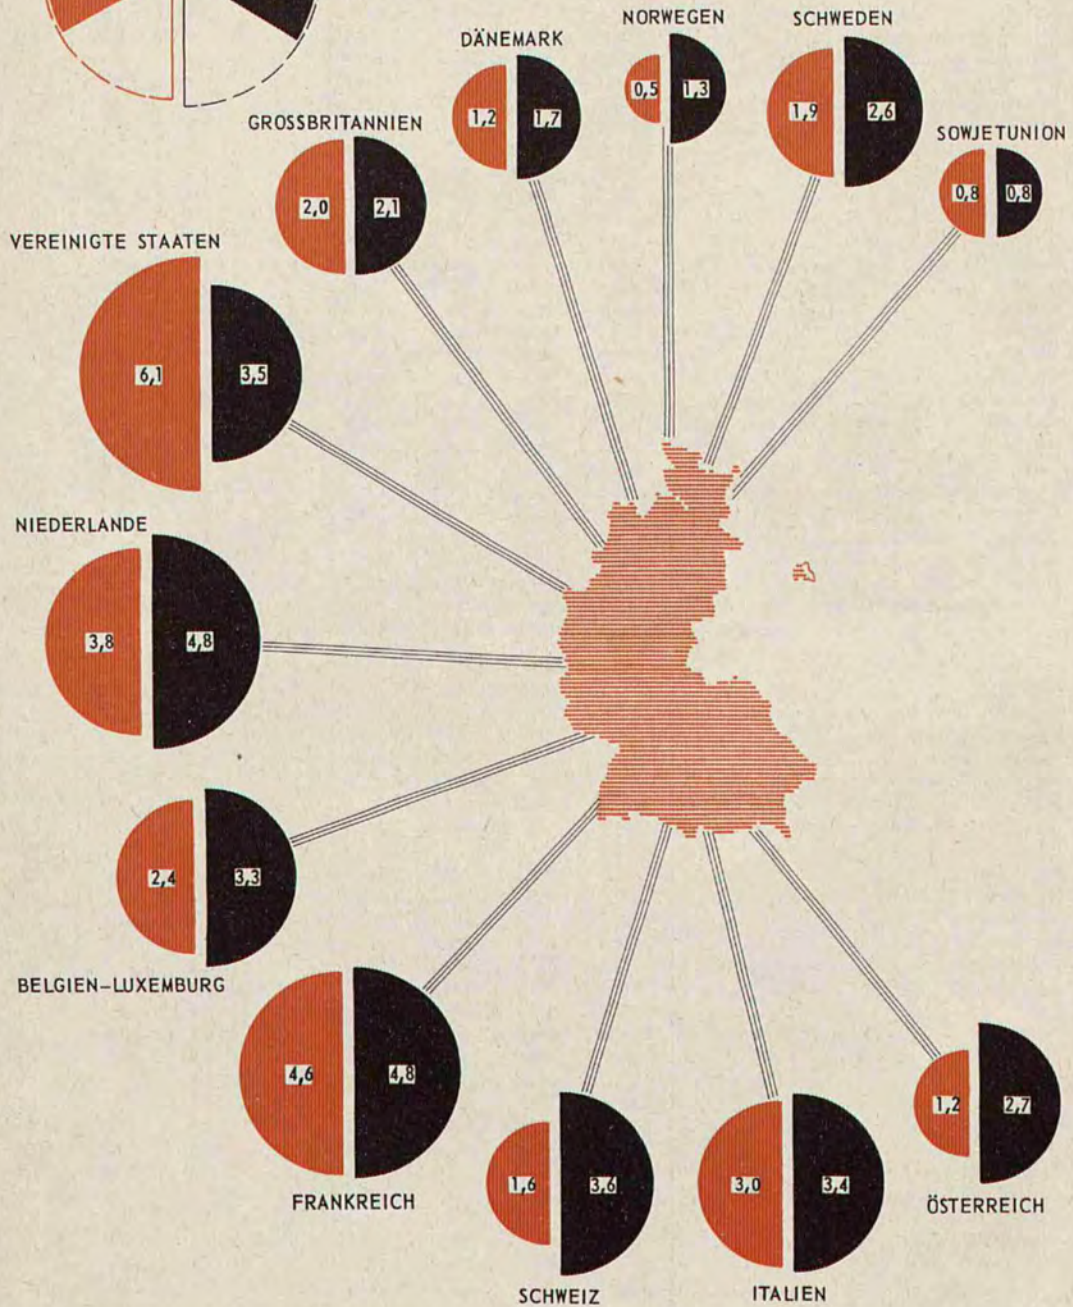 NORWEGEN
0,5 1,3
SCHWEDEN
1,9 2,6
DÄNEMARK
1,2 1,7
GROSSBRITANNIEN
2,0 2,1
SOWJETUNION
0,8 0,8
VEREINIGTE STAATEN
6,1 3,5
NIEDERLANDE
3,8 4,8
2,4 3,3
BELGIEN-LUXEMBURG
4,6 4,8
FRANKREICH
1,6 3,6
SCHWEIZ
3,0 3,4
ITALIEN
1,2 2,7
ÖSTERREICH